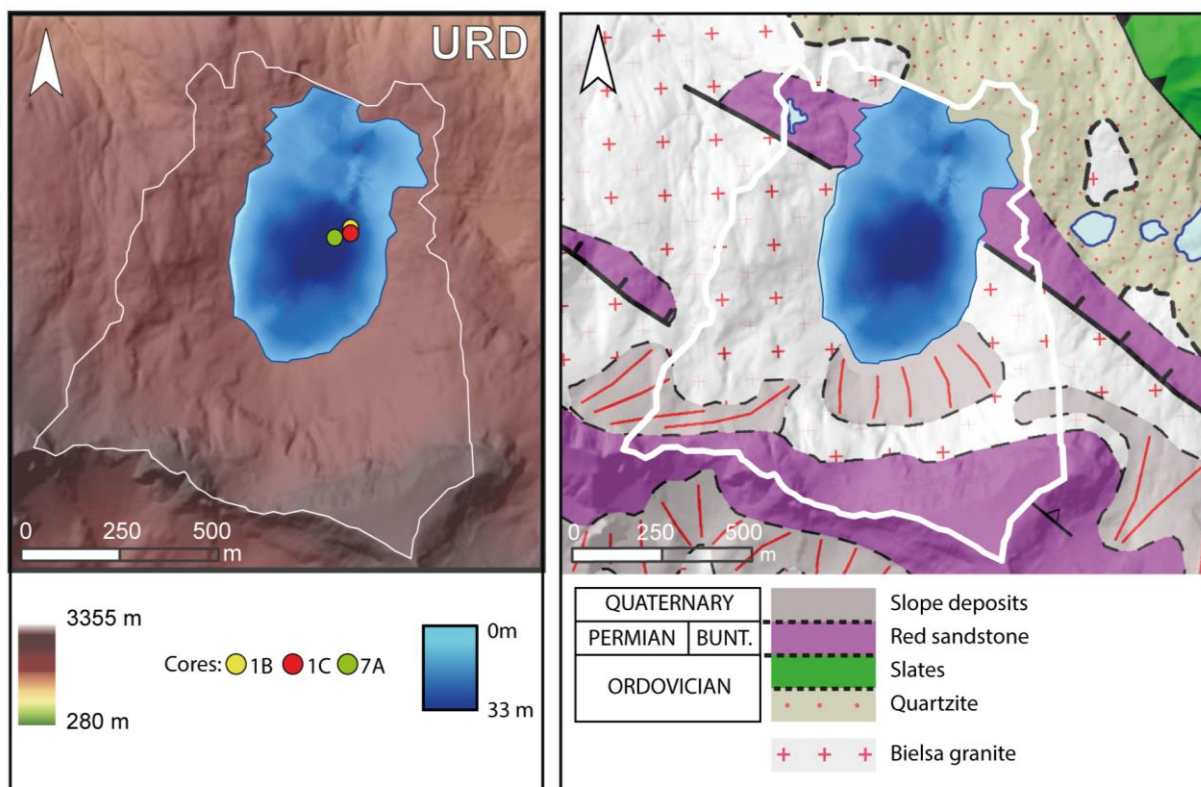 URD
0 250 500
m
3355 m
280 m
Cores: 1B 1C 7A
0m
33 m
0 250 500
m
QUATERNARY
PERMIAN BUNT.
ORDOVICIAN
Slope deposits
Red sandstone
Slates
Quartzite
Bielsa granite